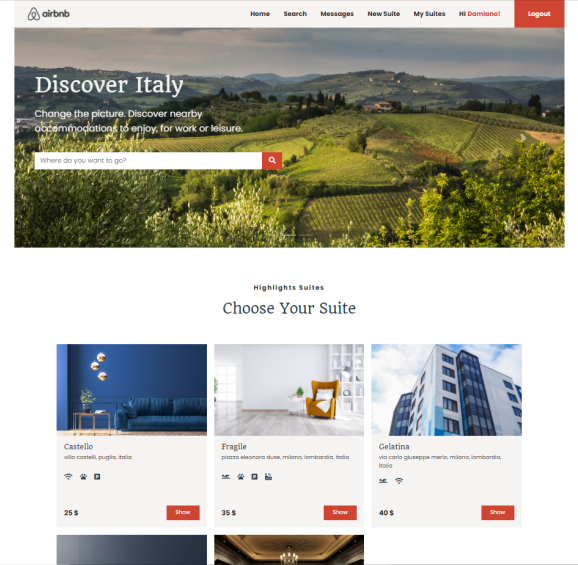 airbnb
Home Search Messages New Suite My Suites Hi Damiano! Logout
Discover Italy
Change the picture. Discover nearby
accommodations to enjoy, for work or leisure.
Where do you want to go?
Highlights Suites
Choose Your Suite
Castello
villa castelli, puglia, italia
25 $
Show
Fragile
piazza eleonora duse, milano, lombardia, italia
35 $
Show
Gelatina
via carlo giuseppe merlo, milano, lombardia,
italia
40 $
Show